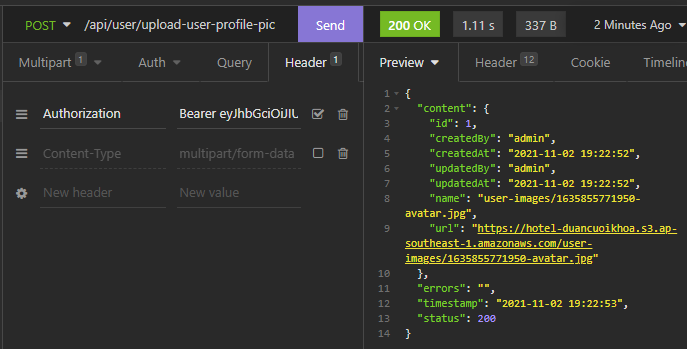 POST /api/user/upload-user-profile-pic Send 200 OK 1.11 s 337 B 2 Minutes Ago
Multipart 1 Auth Query Header 1 Preview Header 12 Cookie Timeline
Authorization Bearer eyJhbGciOiJIU
Content-Type multipart/form-data
New header New value
1 {
2 "content": {
3 "id": 1,
4 "createdBy": "admin",
5 "createdAt": "2021-11-02 19:22:52",
6 "updatedBy": "admin",
7 "updatedAt": "2021-11-02 19:22:52",
8 "name": "user-images/1635855771950-
avatar.jpg",
9 "url": "https://hotel-duancuoikhoa.s3.ap-
southeast-1.amazonaws.com/user-
images/1635855771950-avatar.jpg"
10 },
11 "errors": "",
12 "timestamp": "2021-11-02 19:22:53",
13 "status": 200
14 }